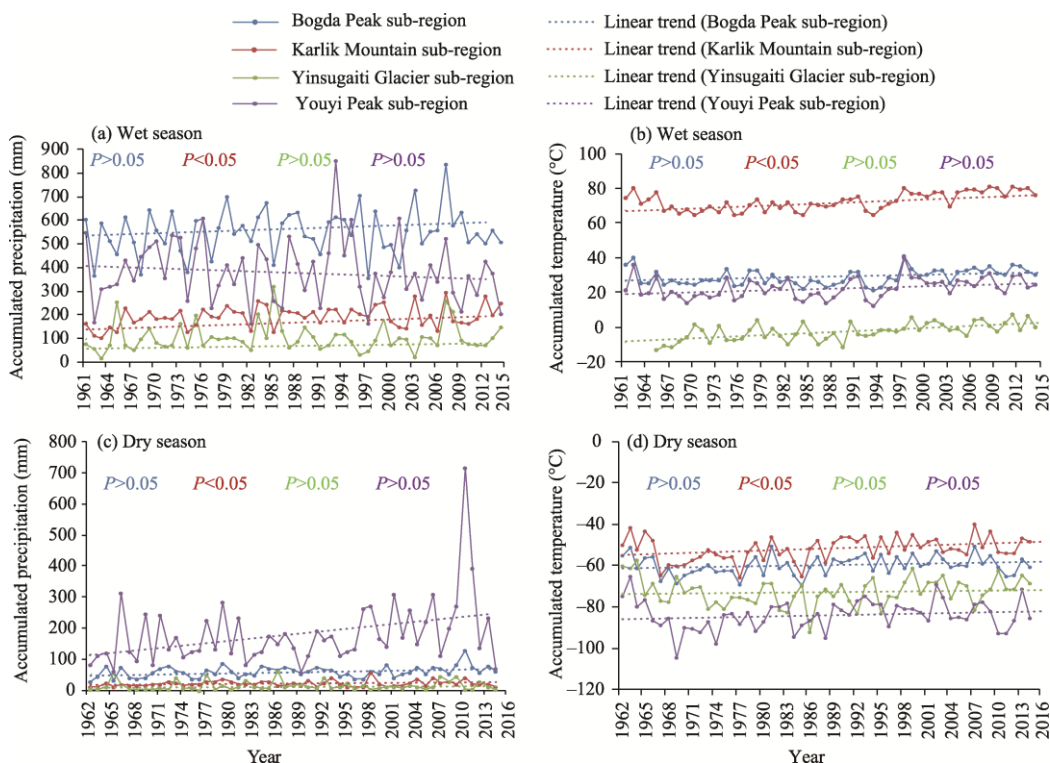 Bogda Peak sub-region
Karlik Mountain sub-region
Yinsugaiti Glacier sub-region
Youyi Peak sub-region
Linear trend (Bogda Peak sub-region)
Linear trend (Karlik Mountain sub-region)
Linear trend (Yinsugaiti Glacier sub-region)
Linear trend (Youyi Peak sub-region)
(a) Wet season
P>0.05 P<0.05 P>0.05 P>0.05
Accumulated precipitation (mm)
900
800
700
600
500
400
300
200
100
0
1961 1964 1967 1970 1973 1976 1979 1982 1985 1988 1991 1994 1997 2000 2003 2006 2009 2012 2015
(b) Wet season
P>0.05 P<0.05 P>0.05 P>0.05
Accumulated temperature (°C)
100
80
60
40
20
0
−20
1961 1964 1967 1970 1973 1976 1979 1982 1985 1988 1991 1994 1997 2000 2003 2006 2009 2012 2015
(c) Dry season
P>0.05 P<0.05 P>0.05 P>0.05
Accumulated precipitation (mm)
800
700
600
500
400
300
200
100
0
1962 1965 1968 1971 1974 1977 1980 1983 1986 1989 1992 1995 1998 2001 2004 2007 2010 2013 2016
Year
(d) Dry season
P>0.05 P<0.05 P>0.05 P>0.05
Accumulated temperature (°C)
0
−20
−40
−60
−80
−100
−120
1962 1965 1968 1971 1974 1977 1980 1983 1986 1989 1992 1995 1998 2001 2004 2007 2010 2013 2016
Year